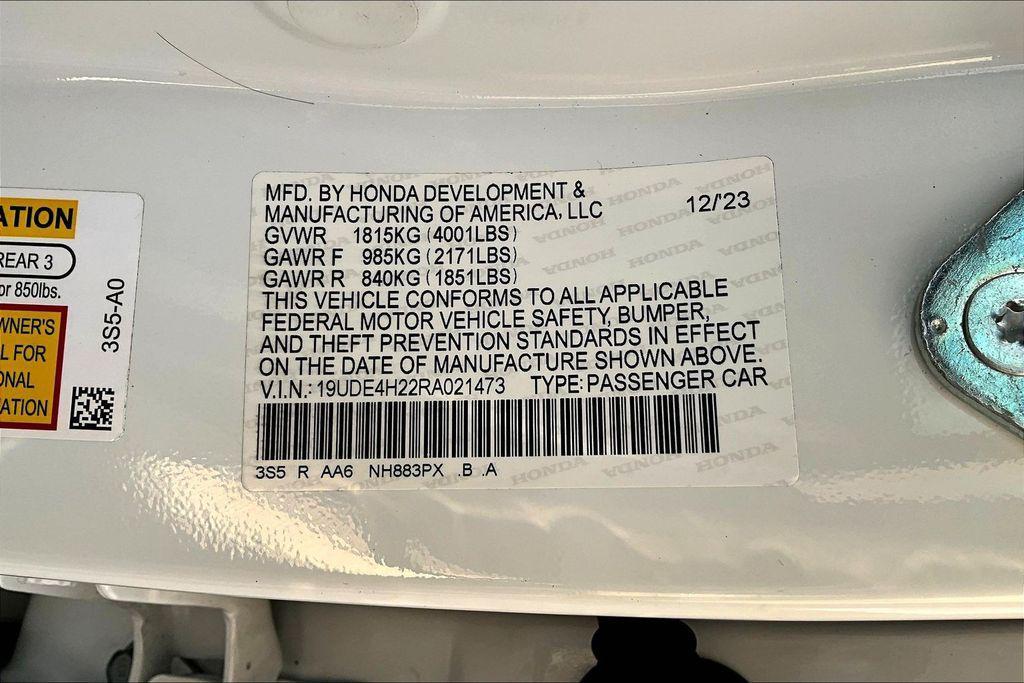 ATION
REAR 3
or 850lbs.
WNER'S
L FOR
ONAL
ATION
3S5-A0
MFD. BY HONDA DEVELOPMENT &
MANUFACTURING OF AMERICA, LLC 12/'23
GVWR 1815KG (4001LBS)
GAWR F 985KG (2171LBS)
GAWR R 840KG (1851LBS)
THIS VEHICLE CONFORMS TO ALL APPLICABLE
FEDERAL MOTOR VEHICLE SAFETY, BUMPER,
AND THEFT PREVENTION STANDARDS IN EFFECT
ON THE DATE OF MANUFACTURE SHOWN ABOVE.
V.I.N.: 19UDE4H22RA021473 TYPE: PASSENGER CAR
3S5 R AA6 NH883PX .B .A